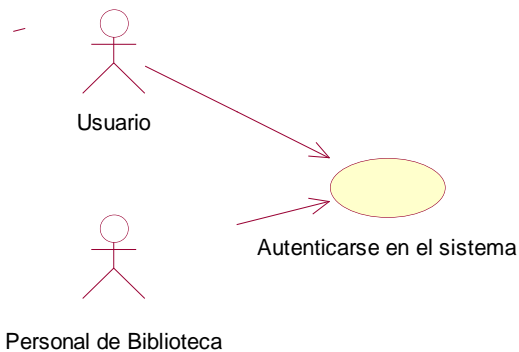 Usuario
Autenticarse en el sistema
Personal de Biblioteca